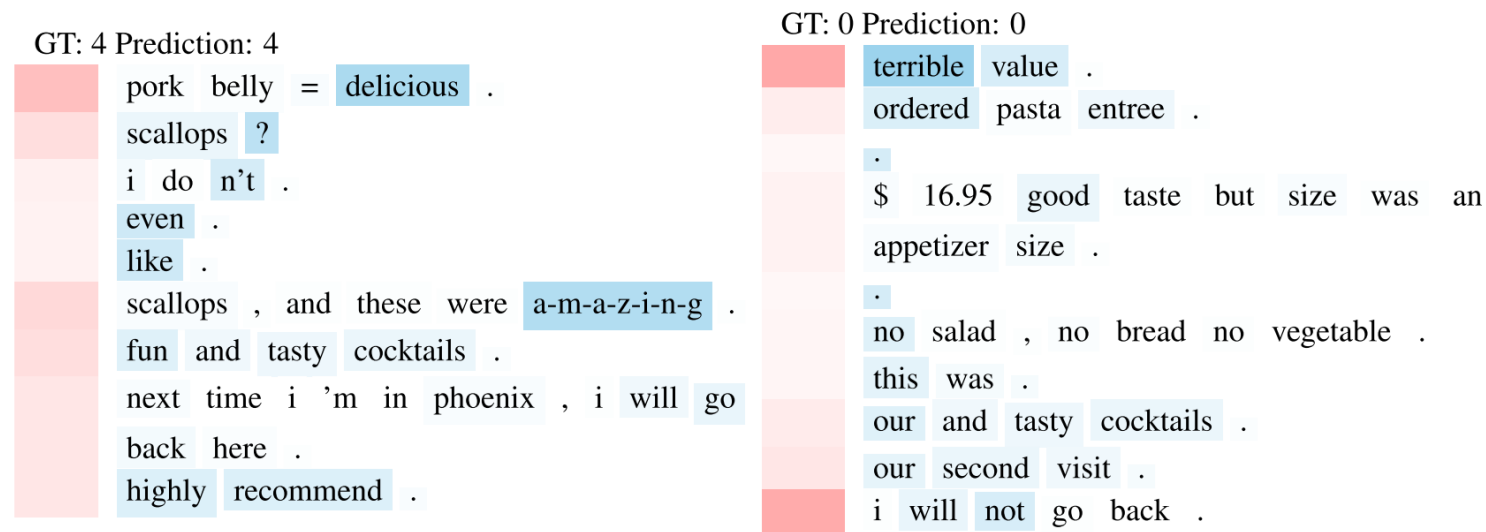 GT: 4 Prediction: 4
pork belly = delicious .
scallops ?
i do n't .
even .
like .
scallops , and these were a-m-a-z-i-n-g .
fun and tasty cocktails .
next time i 'm in phoenix , i will go
back here .
highly recommend .
GT: 0 Prediction: 0
terrible value .
ordered pasta entree .
.
$ 16.95 good taste but size was an
appetizer size .
.
no salad , no bread no vegetable .
this was .
our and tasty cocktails .
our second visit .
i will not go back .